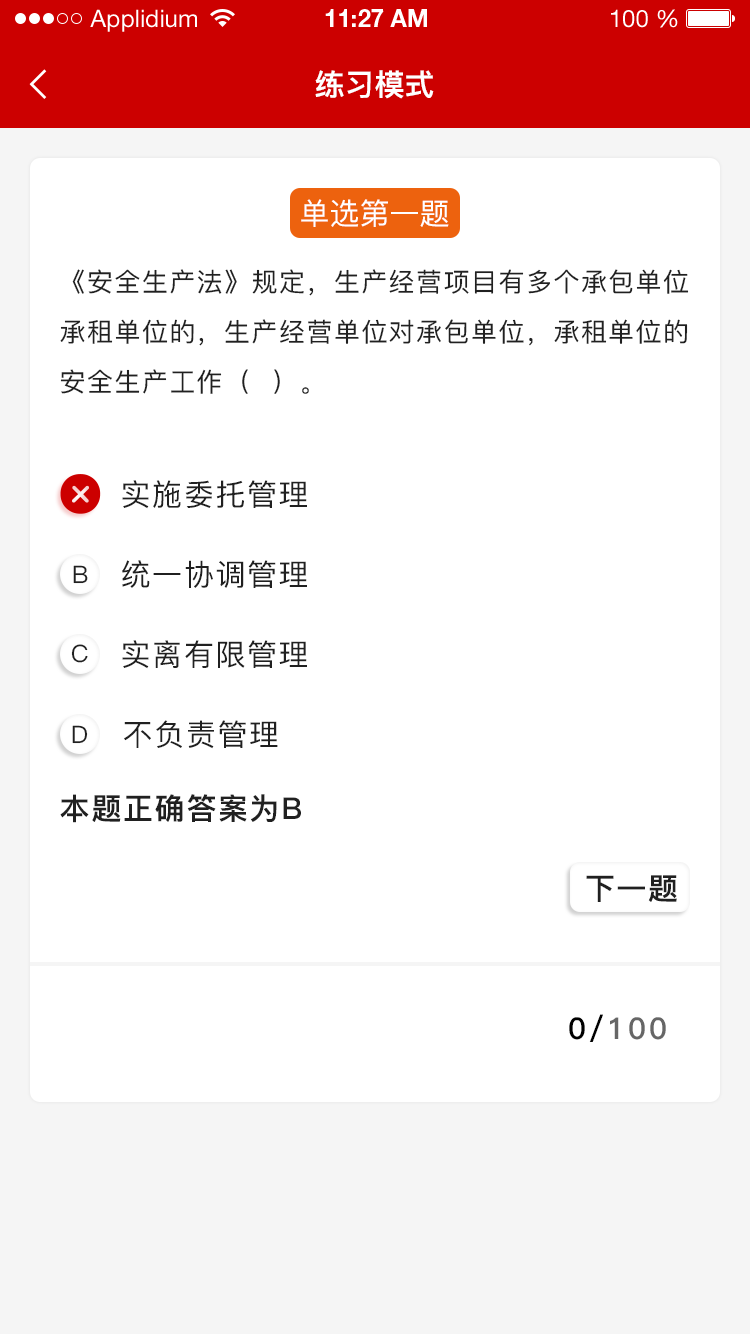 Applidium 11:27 AM 100 %
练习模式
单选第一题
《安全生产法》规定，生产经营项目有多个承包单位
承租单位的，生产经营单位对承包单位，承租单位的
安全生产工作（  ）。
实施委托管理
B 统一协调管理
C 实离有限管理
D 不负责管理
本题正确答案为B
下一题
0/100